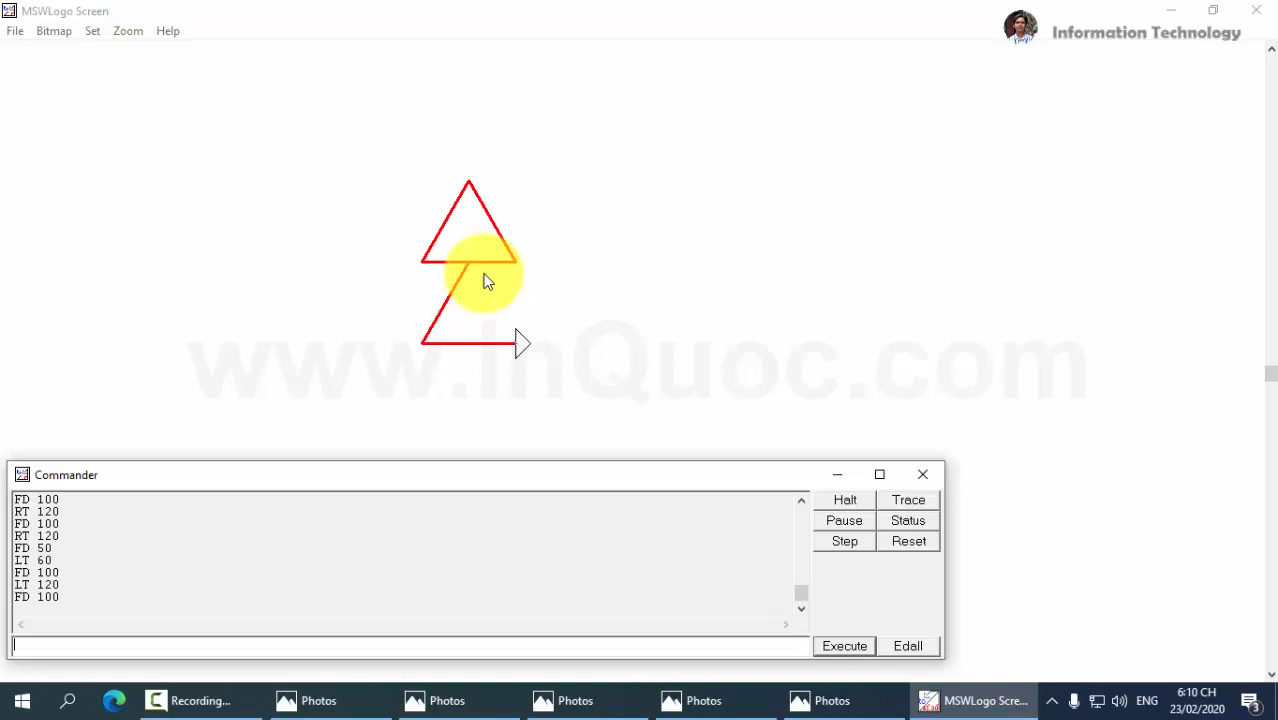 MSWLogo Screen
File Bitmap Set Zoom Help
Information Technology
www.InQuoc.com
Commander
FD 100
RT 120
FD 100
RT 120
FD 50
LT 60
FD 100
LT 120
FD 100
Halt Trace
Pause Status
Step Reset
Execute Edall
Recording... Photos Photos Photos Photos Photos MSWLogo Scre... ENG
6:10 CH
23/02/2020
3